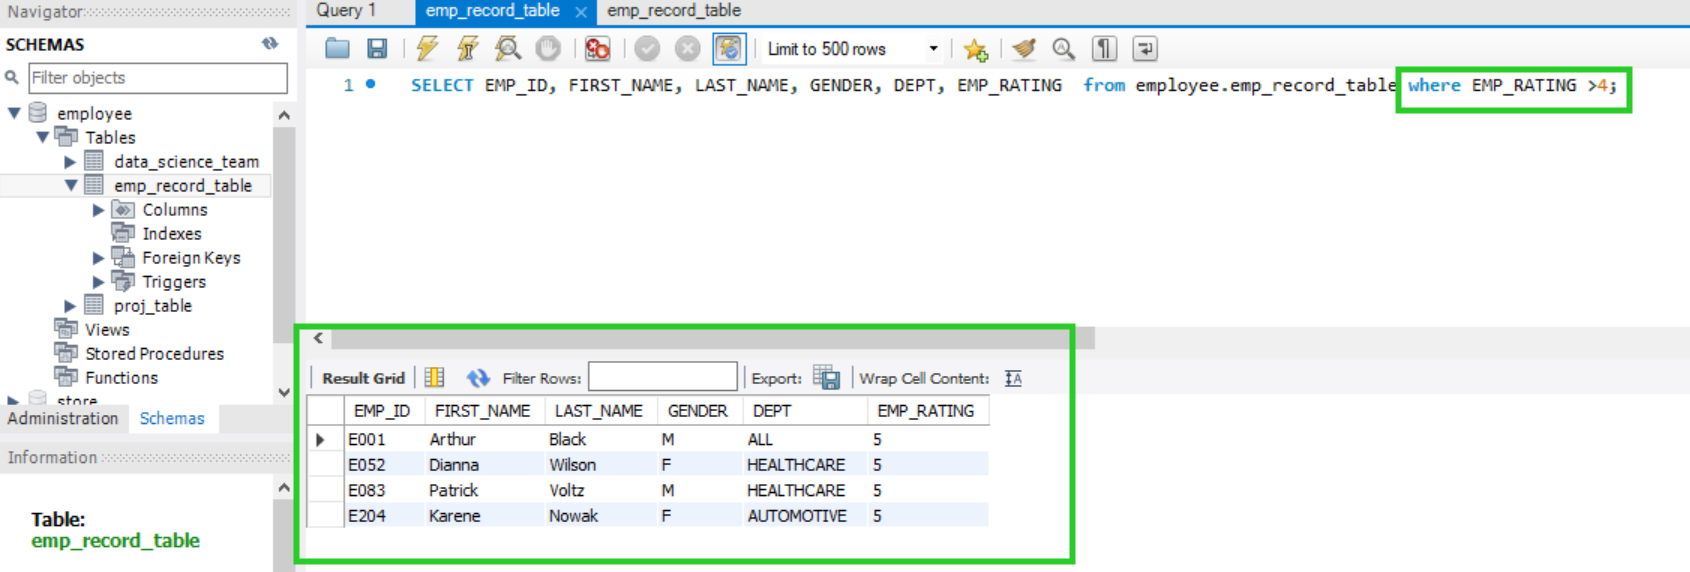 Navigator
SCHEMAS
Filter objects
employee
Tables
data_science_team
emp_record_table
Columns
Indexes
Foreign Keys
Triggers
proj_table
Views
Stored Procedures
Functions
store
Administration Schemas
Information
Table:
emp_record_table
Query 1 emp_record_table × emp_record_table
Limit to 500 rows
1 SELECT EMP_ID, FIRST_NAME, LAST_NAME, GENDER, DEPT, EMP_RATING from employee.emp_record_table where EMP_RATING >4;
Result Grid Filter Rows: Export: Wrap Cell Content:
EMP_ID FIRST_NAME LAST_NAME GENDER DEPT EMP_RATING
E001 Arthur Black M ALL 5
E052 Dianna Wilson F HEALTHCARE 5
E083 Patrick Voltz M HEALTHCARE 5
E204 Karene Nowak F AUTOMOTIVE 5